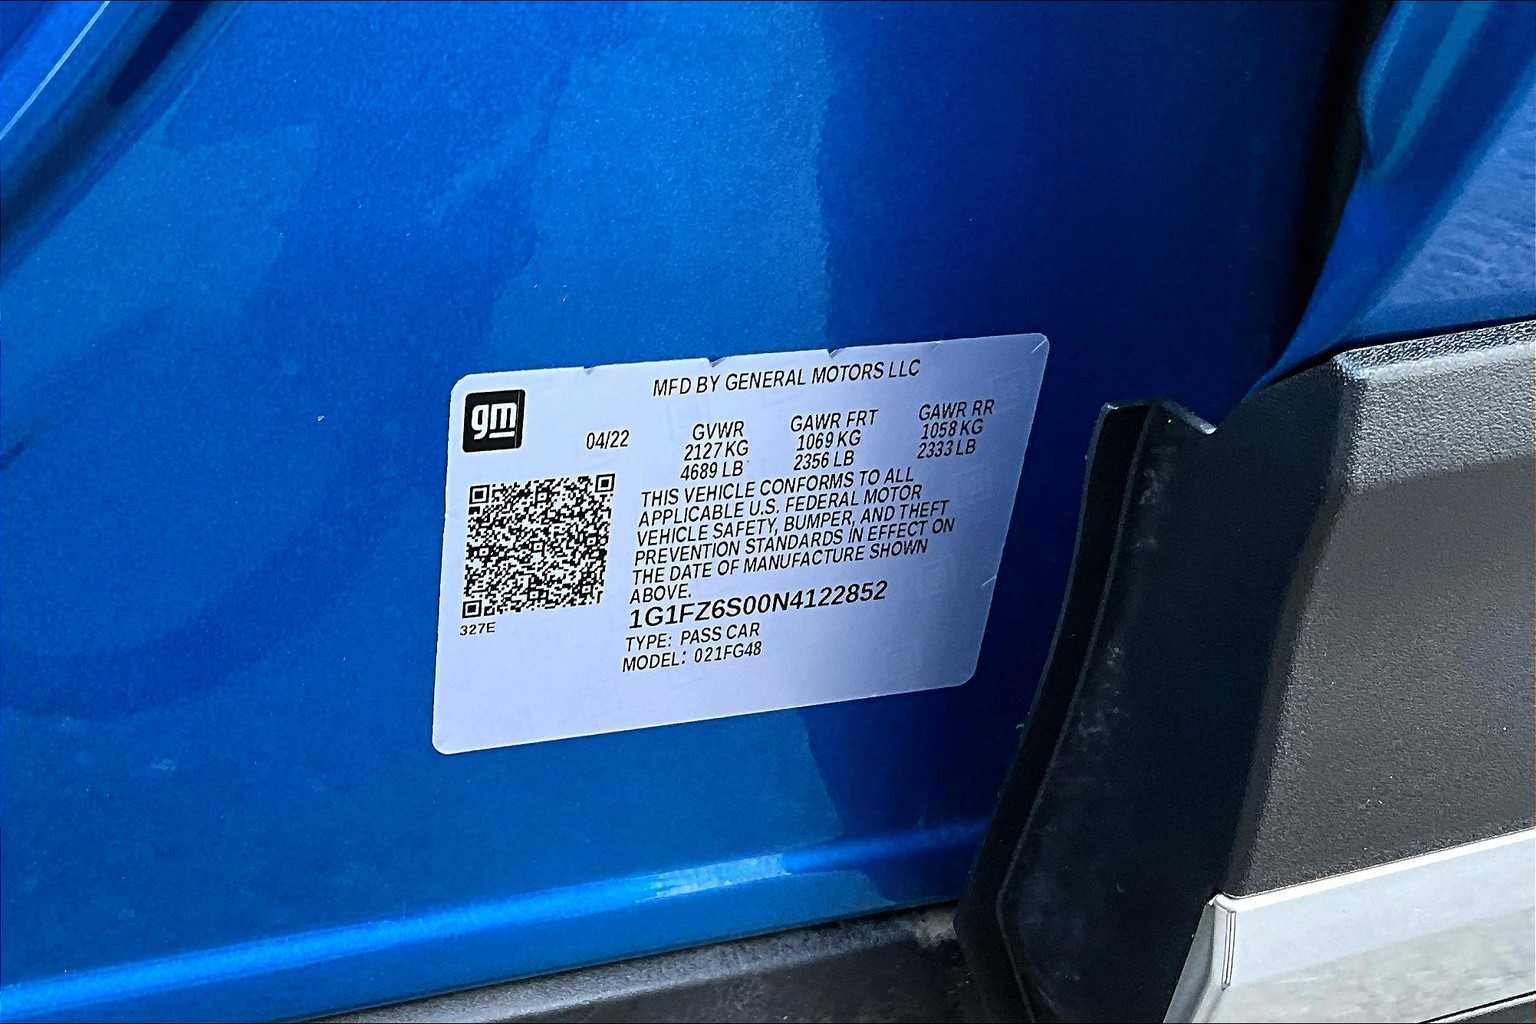 MFD BY GENERAL MOTORS LLC
gm
04/22
GVWR
2127 KG
4689 LB
GAWR FRT
1069 KG
2356 LB
GAWR RR
1058 KG
2333 LB
THIS VEHICLE CONFORMS TO ALL
APPLICABLE U.S. FEDERAL MOTOR
VEHICLE SAFETY, BUMPER, AND THEFT
PREVENTION STANDARDS IN EFFECT ON
THE DATE OF MANUFACTURE SHOWN
ABOVE.
1G1FZ6S00N4122852
327E
TYPE: PASS CAR
MODEL: 021FG48